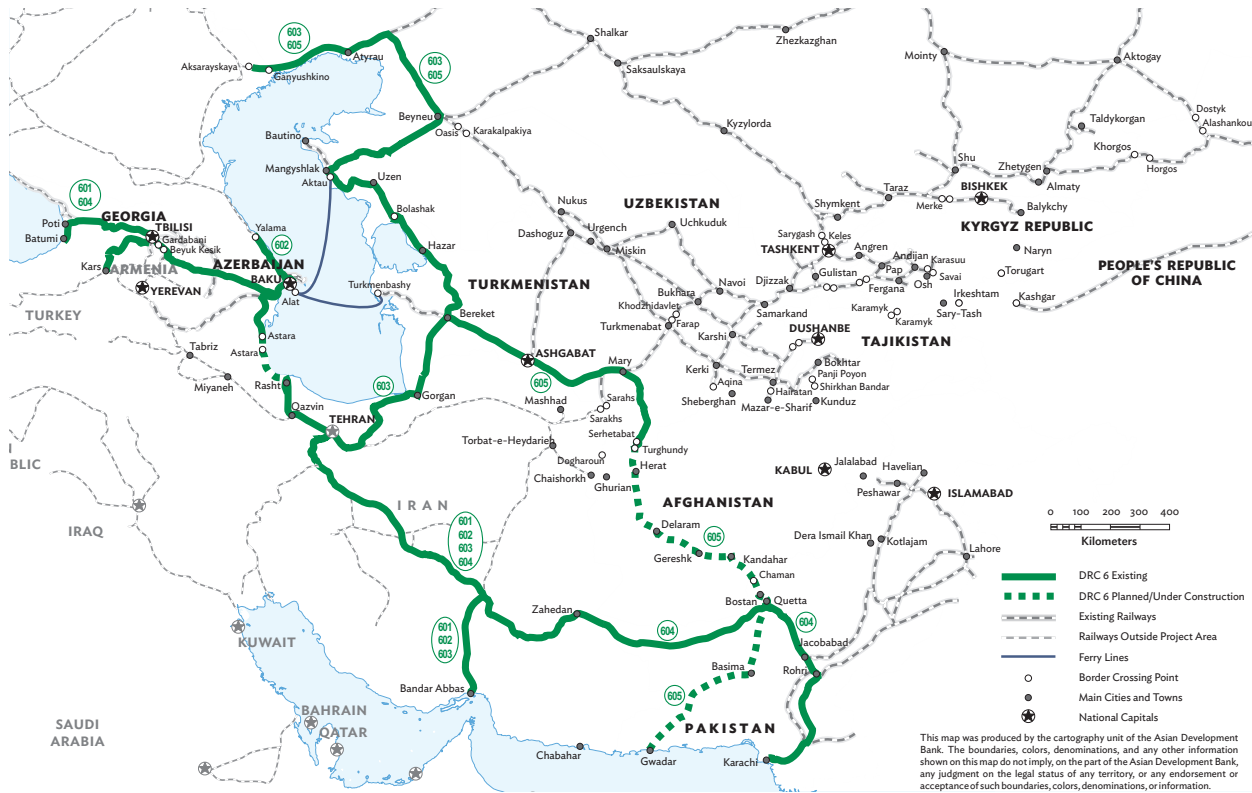 603
605
Aksarayskaya
Ganyushkino
Atyrau
603
605
Shalkar
Saksaulskaya
Zhezkazghan
Mointy
Aktogay
Dostyk
Alashankou
Taldykorgan
Beyneu
Oasis
Karakalpakiya
Kyzylorda
Khorgos
Horgos
Bautino
Mangyshlak
Aktau
Uzen
Shu
Zhetygen
Almaty
Taraz
BISHKEK
Merke
Balykchy
601
604
Poti
Batumi
GEORGIA
TBILISI
Gardabani
Beyuk Kesik
Yalama
602
Bolashak
Nukus
UZBEKISTAN
Uchkuduk
Shymkent
KYRGYZ REPUBLIC
Dashoguz
Urgench
Miskin
Sarygash
Keles
TASHKENT
Angren
Andijan
Karasuu
Naryn
Hazar
Kars
ARMENIA
AZERBAIJAN
BAKU
Alat
YEREVAN
Turkmenbashy
TURKMENISTAN
Gulistan
Pap
Savai
Osh
Fergana
Torugart
PEOPLE'S REPUBLIC
OF CHINA
Djizzak
Navoi
Bukhara
Khodzhidavlet
Farap
Turkmenabat
Samarkand
Karamyk
Karamyk
Irkeshtam
Sary-Tash
Kashgar
TURKEY
Bereket
Karshi
DUSHANBE
TAJIKISTAN
Astara
Astara
Tabriz
Miyaneh
Rasht
603
Gorgan
ASHGABAT
605
Mary
Kerki
Termez
Bokhtar
Panji Poyon
Shirkhan Bandar
Aqina
Hairatan
Sheberghan
Mazar-e-Sharif
Kunduz
Qazvin
TEHRAN
Mashhad
Sarahs
Sarakhs
Serhetabat
Turghundy
Torbat-e-Heydarieh
Dogharoun
Herat
Chaishorkh
Ghurian
I
BLIC
KABUL
Jalalabad
Havelian
Peshawar
ISLAMABAD
IRAQ
IRAN
AFGHANISTAN
601
602
603
604
Delaram
605
Gereshk
Kandahar
Chaman
Dera Ismail Khan
Kotlajam
Lahore
0 100 200 300 400
Kilometers
Bostan
Quetta
Zahedan
604
604
Jacobabad
Rohri
KUWAIT
601
602
603
Basima
605
Bandar Abbas
BAHRAIN
QATAR
SAUDI
ARABIA
PAKISTAN
Chabahar
Gwadar
Karachi
DRC 6 Existing
DRC 6 Planned/Under Construction
Existing Railways
Railways Outside Project Area
Ferry Lines
Border Crossing Point
Main Cities and Towns
National Capitals
This map was produced by the cartography unit of the Asian Development
Bank. The boundaries, colors, denominations, and any other information
shown on this map do not imply, on the part of the Asian Development Bank,
any judgment on the legal status of any territory, or any endorsement or
acceptance of such boundaries, colors, denominations, or information.